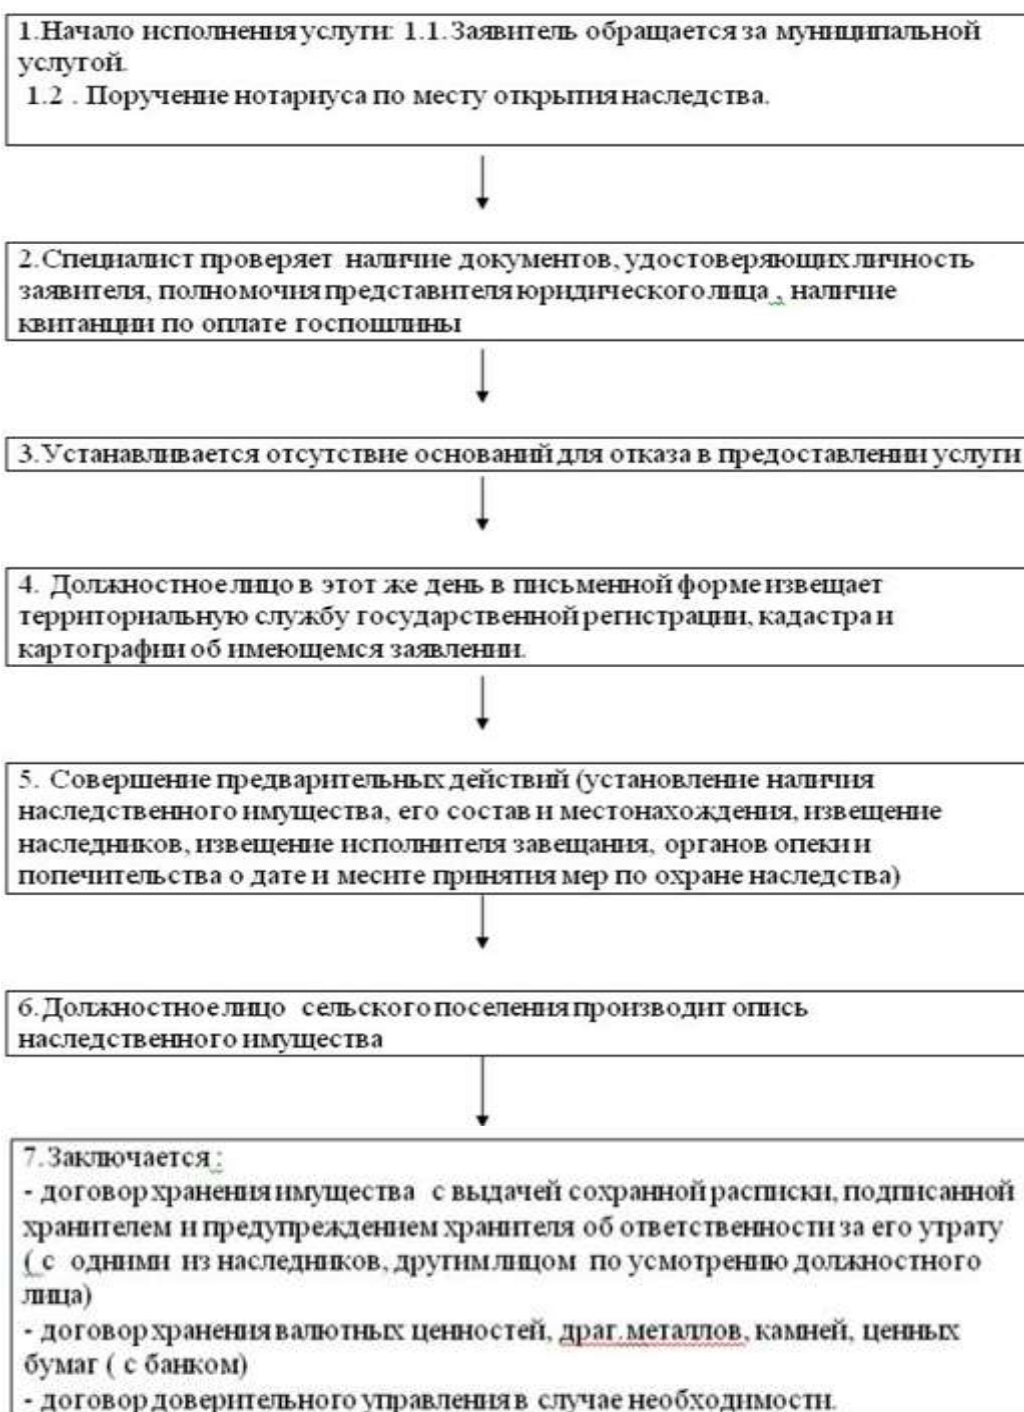 1.Начало исполнения услуги: 1.1.Заявитель обращается за муниципальной
услугой.
1.2 . Поручение нотариуса по месту открытия наследства.
2.Специалист проверяет наличие документов, удостоверяющих личность
заявителя, полномочия представителя юридического лица , наличие
квитанции по оплате госпошлины
3.Устанавливается отсутствие оснований для отказа в предоставлении услуги
4. Должностное лицо в этот же день в письменной форме извещает
территориальную службу государственной регистрации, кадастра и
картографии об имеющемся заявлении.
5. Совершение предварительных действий (установление наличия
наследственного имущества, его состав и местонахождения, извещение
наследников, извещение исполнителя завещания, органов опеки и
попечительства о дате и месите принятия мер по охране наследства)
6.Должностное лицо сельского поселения производит опись
наследственного имущества
7.Заключается :
- договор хранения имущества с выдачей сохранной расписки, подписанной
хранителем и предупреждением хранителя об ответственности за его утрату
( с одними из наследников, другим лицом по усмотрению должностного
лица)
- договор хранения валютных ценностей, драг.металлов, камней, ценных
бумаг ( с банком)
- договор доверительного управления в случае необходимости.